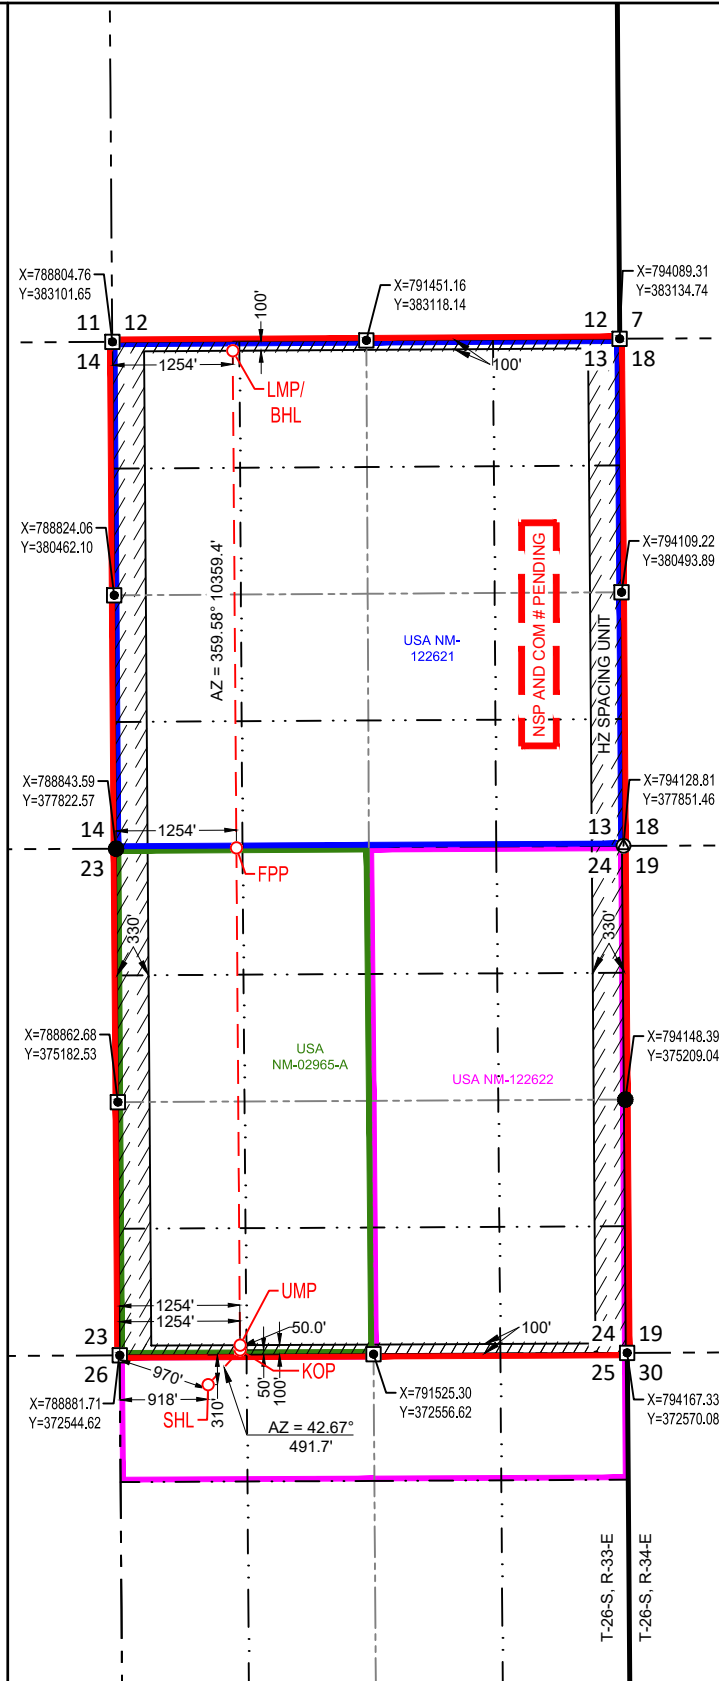 X=788804.76
Y=383101.65
X=791451.16
Y=383118.14
X=794089.31
Y=383134.74
11
12
100'
12
7
14
1254'
LMP/
BHL
100'
13
18
X=788824.06
Y=380462.10
AZ = 359.58° 10359.4'
USA NM-
122621
NSP AND COM # PENDING
HZ SPACING UNIT
X=794109.22
Y=380493.89
X=788843.59
Y=377822.57
X=794128.81
Y=377851.46
14
1254'
13
18
23
FPP
24
19
330'
330'
X=788862.68
Y=375182.53
USA
NM-02965-A
USA NM-122622
X=794148.39
Y=375209.04
UMP
1254'
1254'
50.0'
100'
23
24
19
26
KOP
25
30
970'
50'
100'
918'
310'
SHL
X=788881.71
Y=372544.62
AZ = 42.67°
491.7'
X=791525.30
Y=372556.62
X=794167.33
Y=372570.08
T-26-S, R-33-E
T-26-S, R-34-E